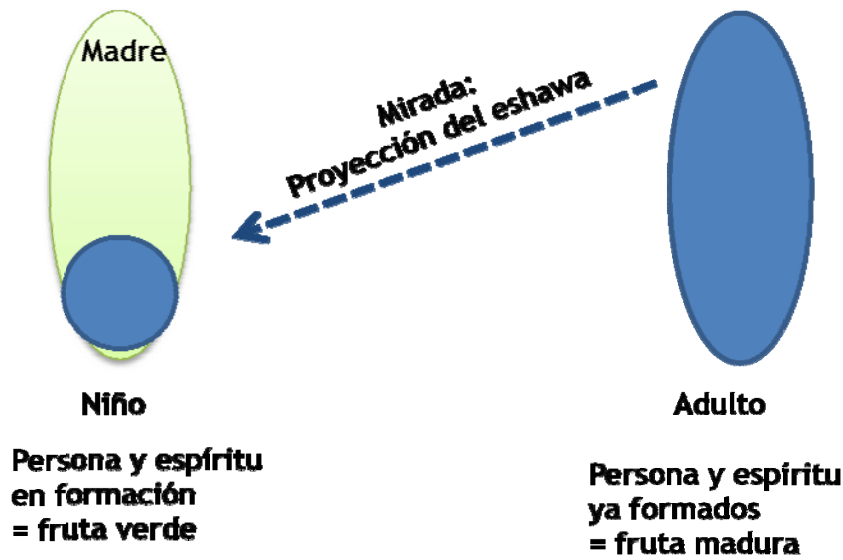 Madre
Mirada:
Proyección del eshawa
Niño
Persona y espíritu
en formación
= fruta verde
Adulto
Persona y espíritu
ya formados
= fruta madura